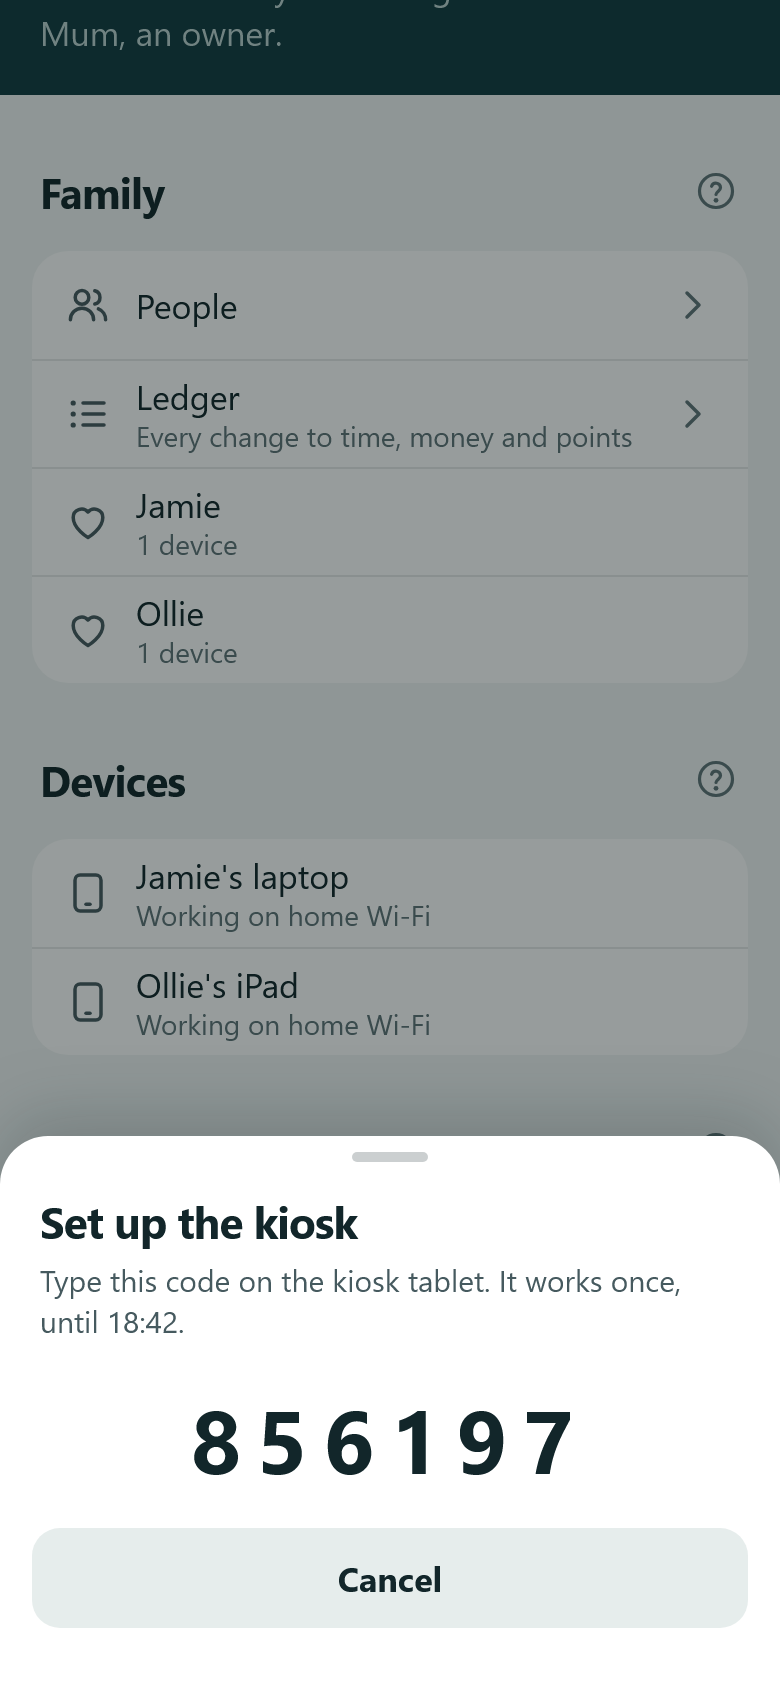 Mum, an owner.
Family
People
Ledger
Every change to time, money and points
Jamie
1 device
Ollie
1 device
Devices
Jamie's laptop
Working on home Wi-Fi
Ollie's iPad
Working on home Wi-Fi
Set up the kiosk
Type this code on the kiosk tablet. It works once,
until 18:42.
856197
Cancel